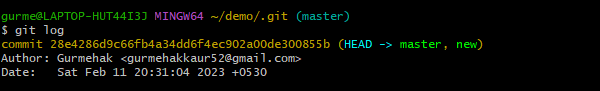 gurme@LAPTOP-HUT44I3J MINGW64 ~/demo/.git (master)
$ git log
commit 28e4286d9c66fb4a34dd6f4ec902a00de300855b (HEAD -> master, new)
Author: Gurmehak <gurmehakkaur52@gmail.com>
Date:   Sat Feb 11 20:31:04 2023 +0530